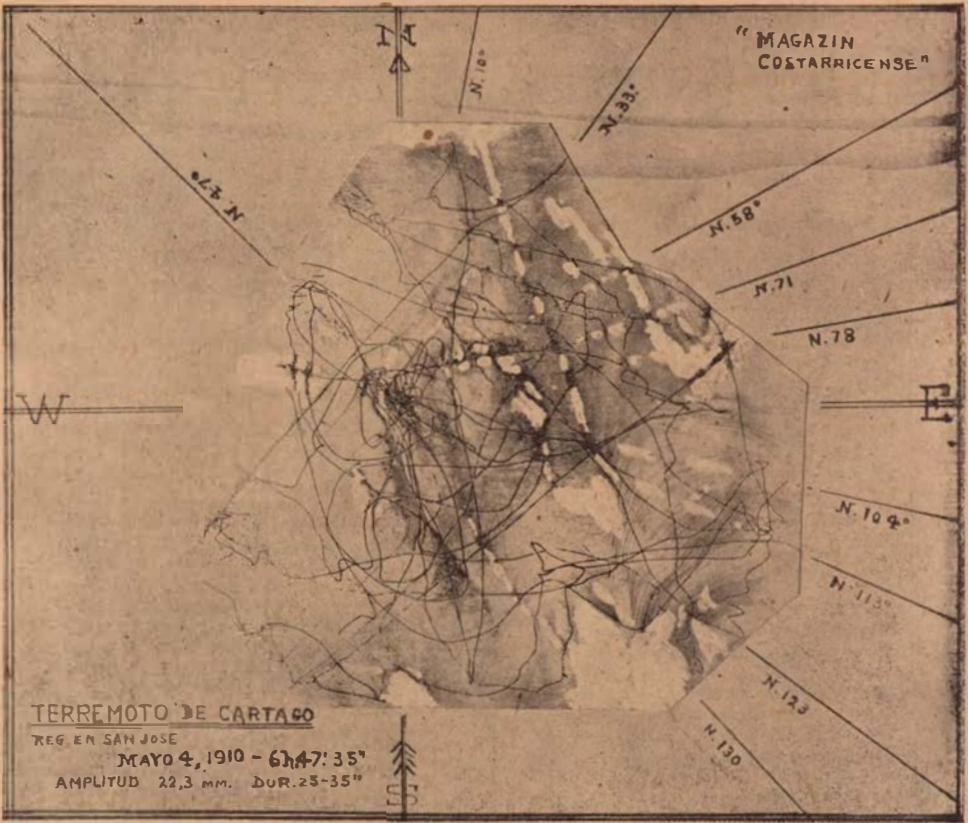 N
"MAGAZIN
COSTARRICENSE"
N.10°
N.33°
N.47°
N.58°
N.71
N.78
W
E
N.104°
N.113°
N.123
N.130
TERREMOTO DE CARTAGO
REG EN SAN JOSE
MAYO 4, 1910 - 6h47'35"
AMPLITUD 22,3 MM. DUR.25-35"
S